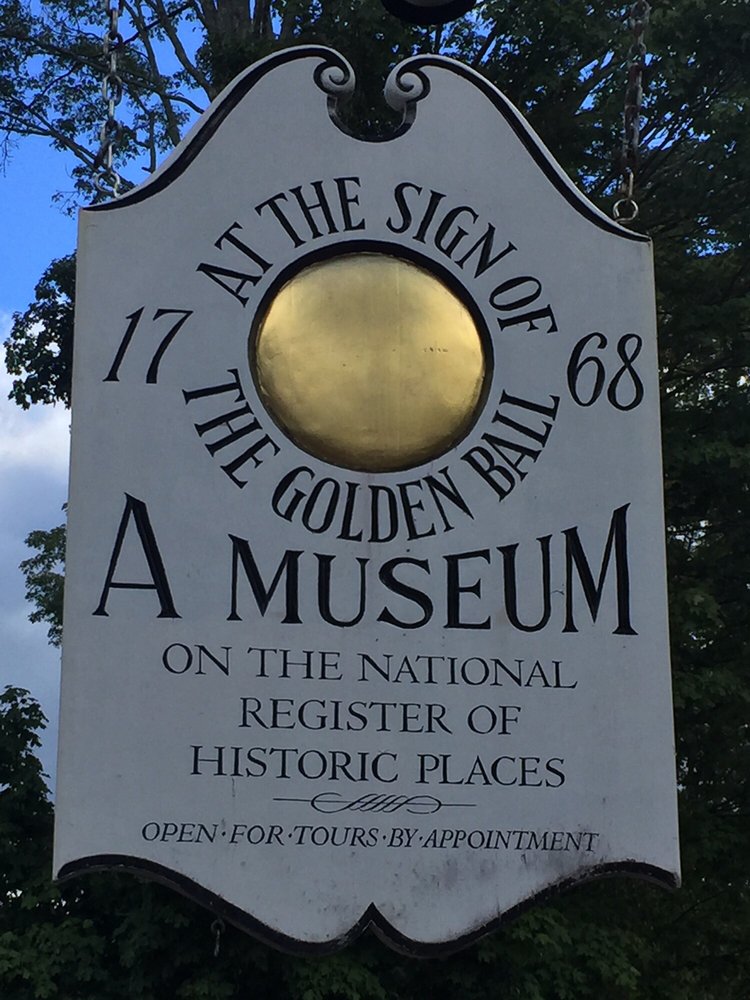 AT THE SIGN OF
17 68
THE GOLDEN BALL
A MUSEUM
ON THE NATIONAL
REGISTER OF
HISTORIC PLACES
OPEN·FOR·TOURS·BY·APPOINTMENT